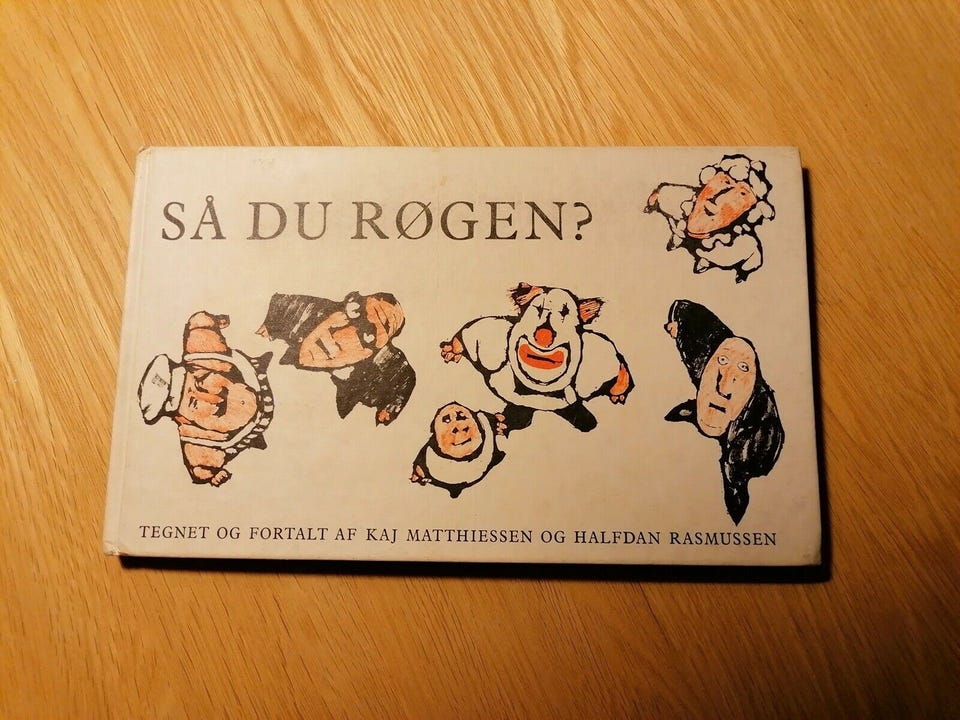 SÅ DU RØGEN?
TEGNET OG FORTALT AF KAJ MATTHIESSEN OG HALFDAN RASMUSSEN